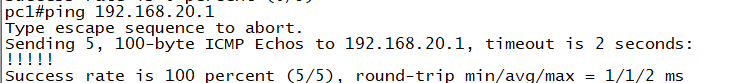 pc1#ping 192.168.20.1
Type escape sequence to abort.
Sending 5, 100-byte ICMP Echos to 192.168.20.1, timeout is 2 seconds:
!!!!!
Success rate is 100 percent (5/5), round-trip min/avg/max = 1/1/2 ms